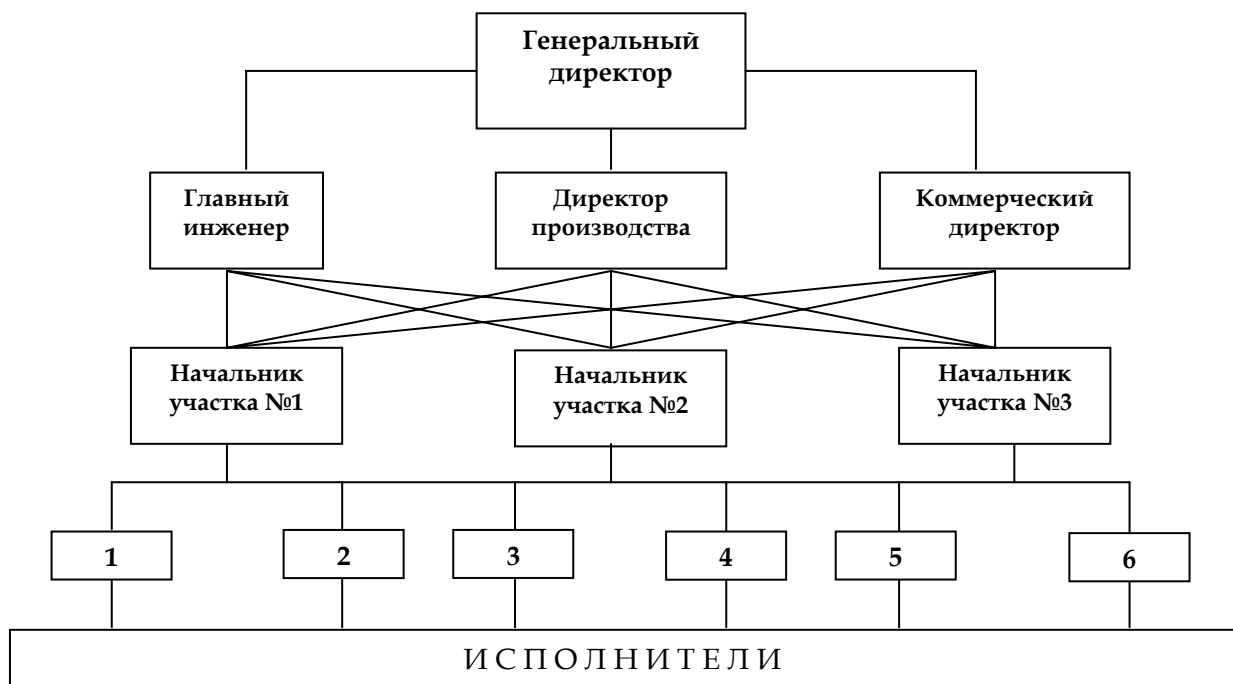 Генеральный
директор
Главный
инженер
Директор
производства
Коммерческий
директор
Начальник
участка №1
Начальник
участка №2
Начальник
участка №3
1
2
3
4
5
6
ИСПОЛНИТЕЛИ